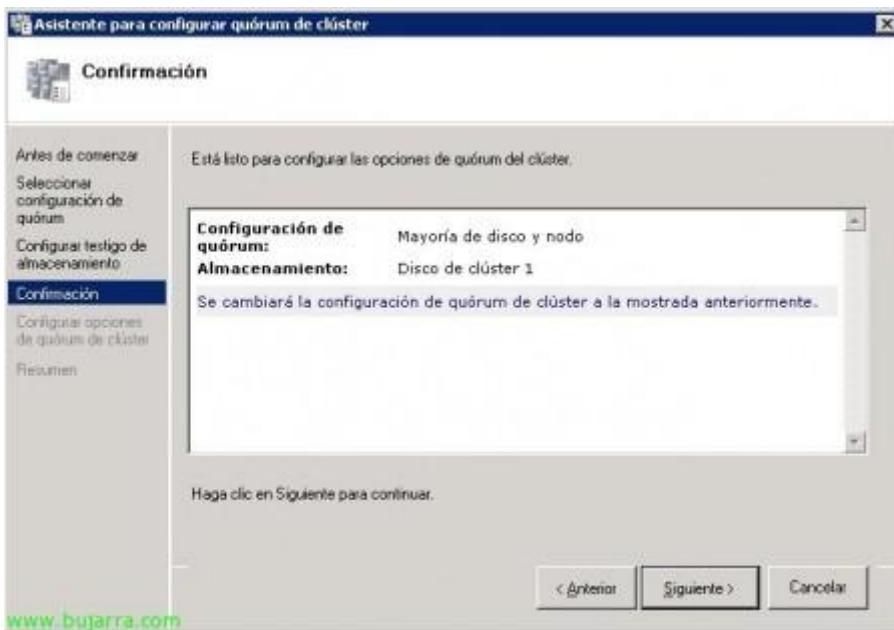 Asistente para configurar quórum de clúster
Confirmación
Antes de comenzar
Seleccionar
configuración de
quórum
Configurar testigo de
almacenamiento
Confirmación
Configurar opciones
de quórum de clúster
Resumen
Está listo para configurar las opciones de quórum del clúster.
Configuración de
quórum:
Mayoría de disco y nodo
Almacenamiento:
Disco de clúster 1
Se cambiará la configuración de quórum de clúster a la mostrada anteriormente.
Haga clic en Siguiente para continuar.
< Anterior
Siguiente >
Cancelar
www.bujarra.com